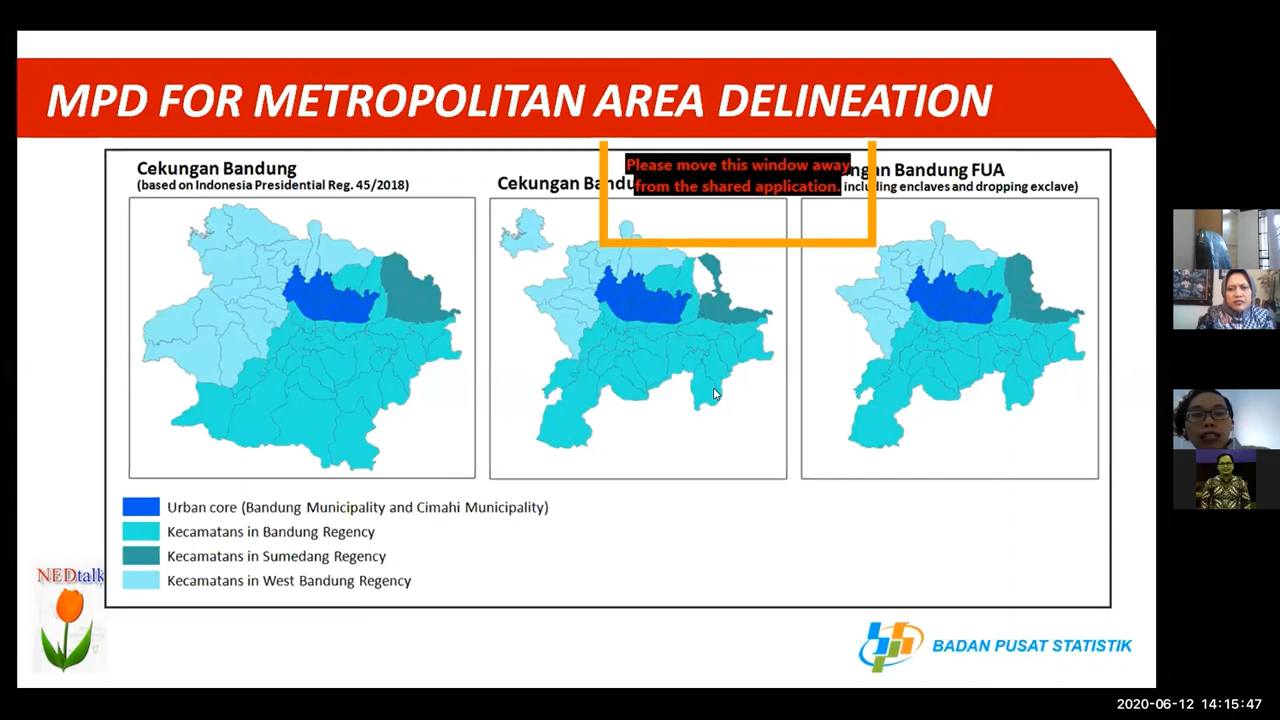 MPD FOR METROPOLITAN AREA DELINEATION
Cekungan Bandung
(based on Indonesia Presidential Reg. 45/2018)
Cekungan Bandu
Please move this window away
from the shared application.
ngan Bandung FUA
including enclaves and dropping exclave)
Urban core (Bandung Municipality and Cimahi Municipality)
Kecamatans in Bandung Regency
Kecamatans in Sumedang Regency
Kecamatans in West Bandung Regency
NEDtalk
BADAN PUSAT STATISTIK
2020-06-12 14:15:47